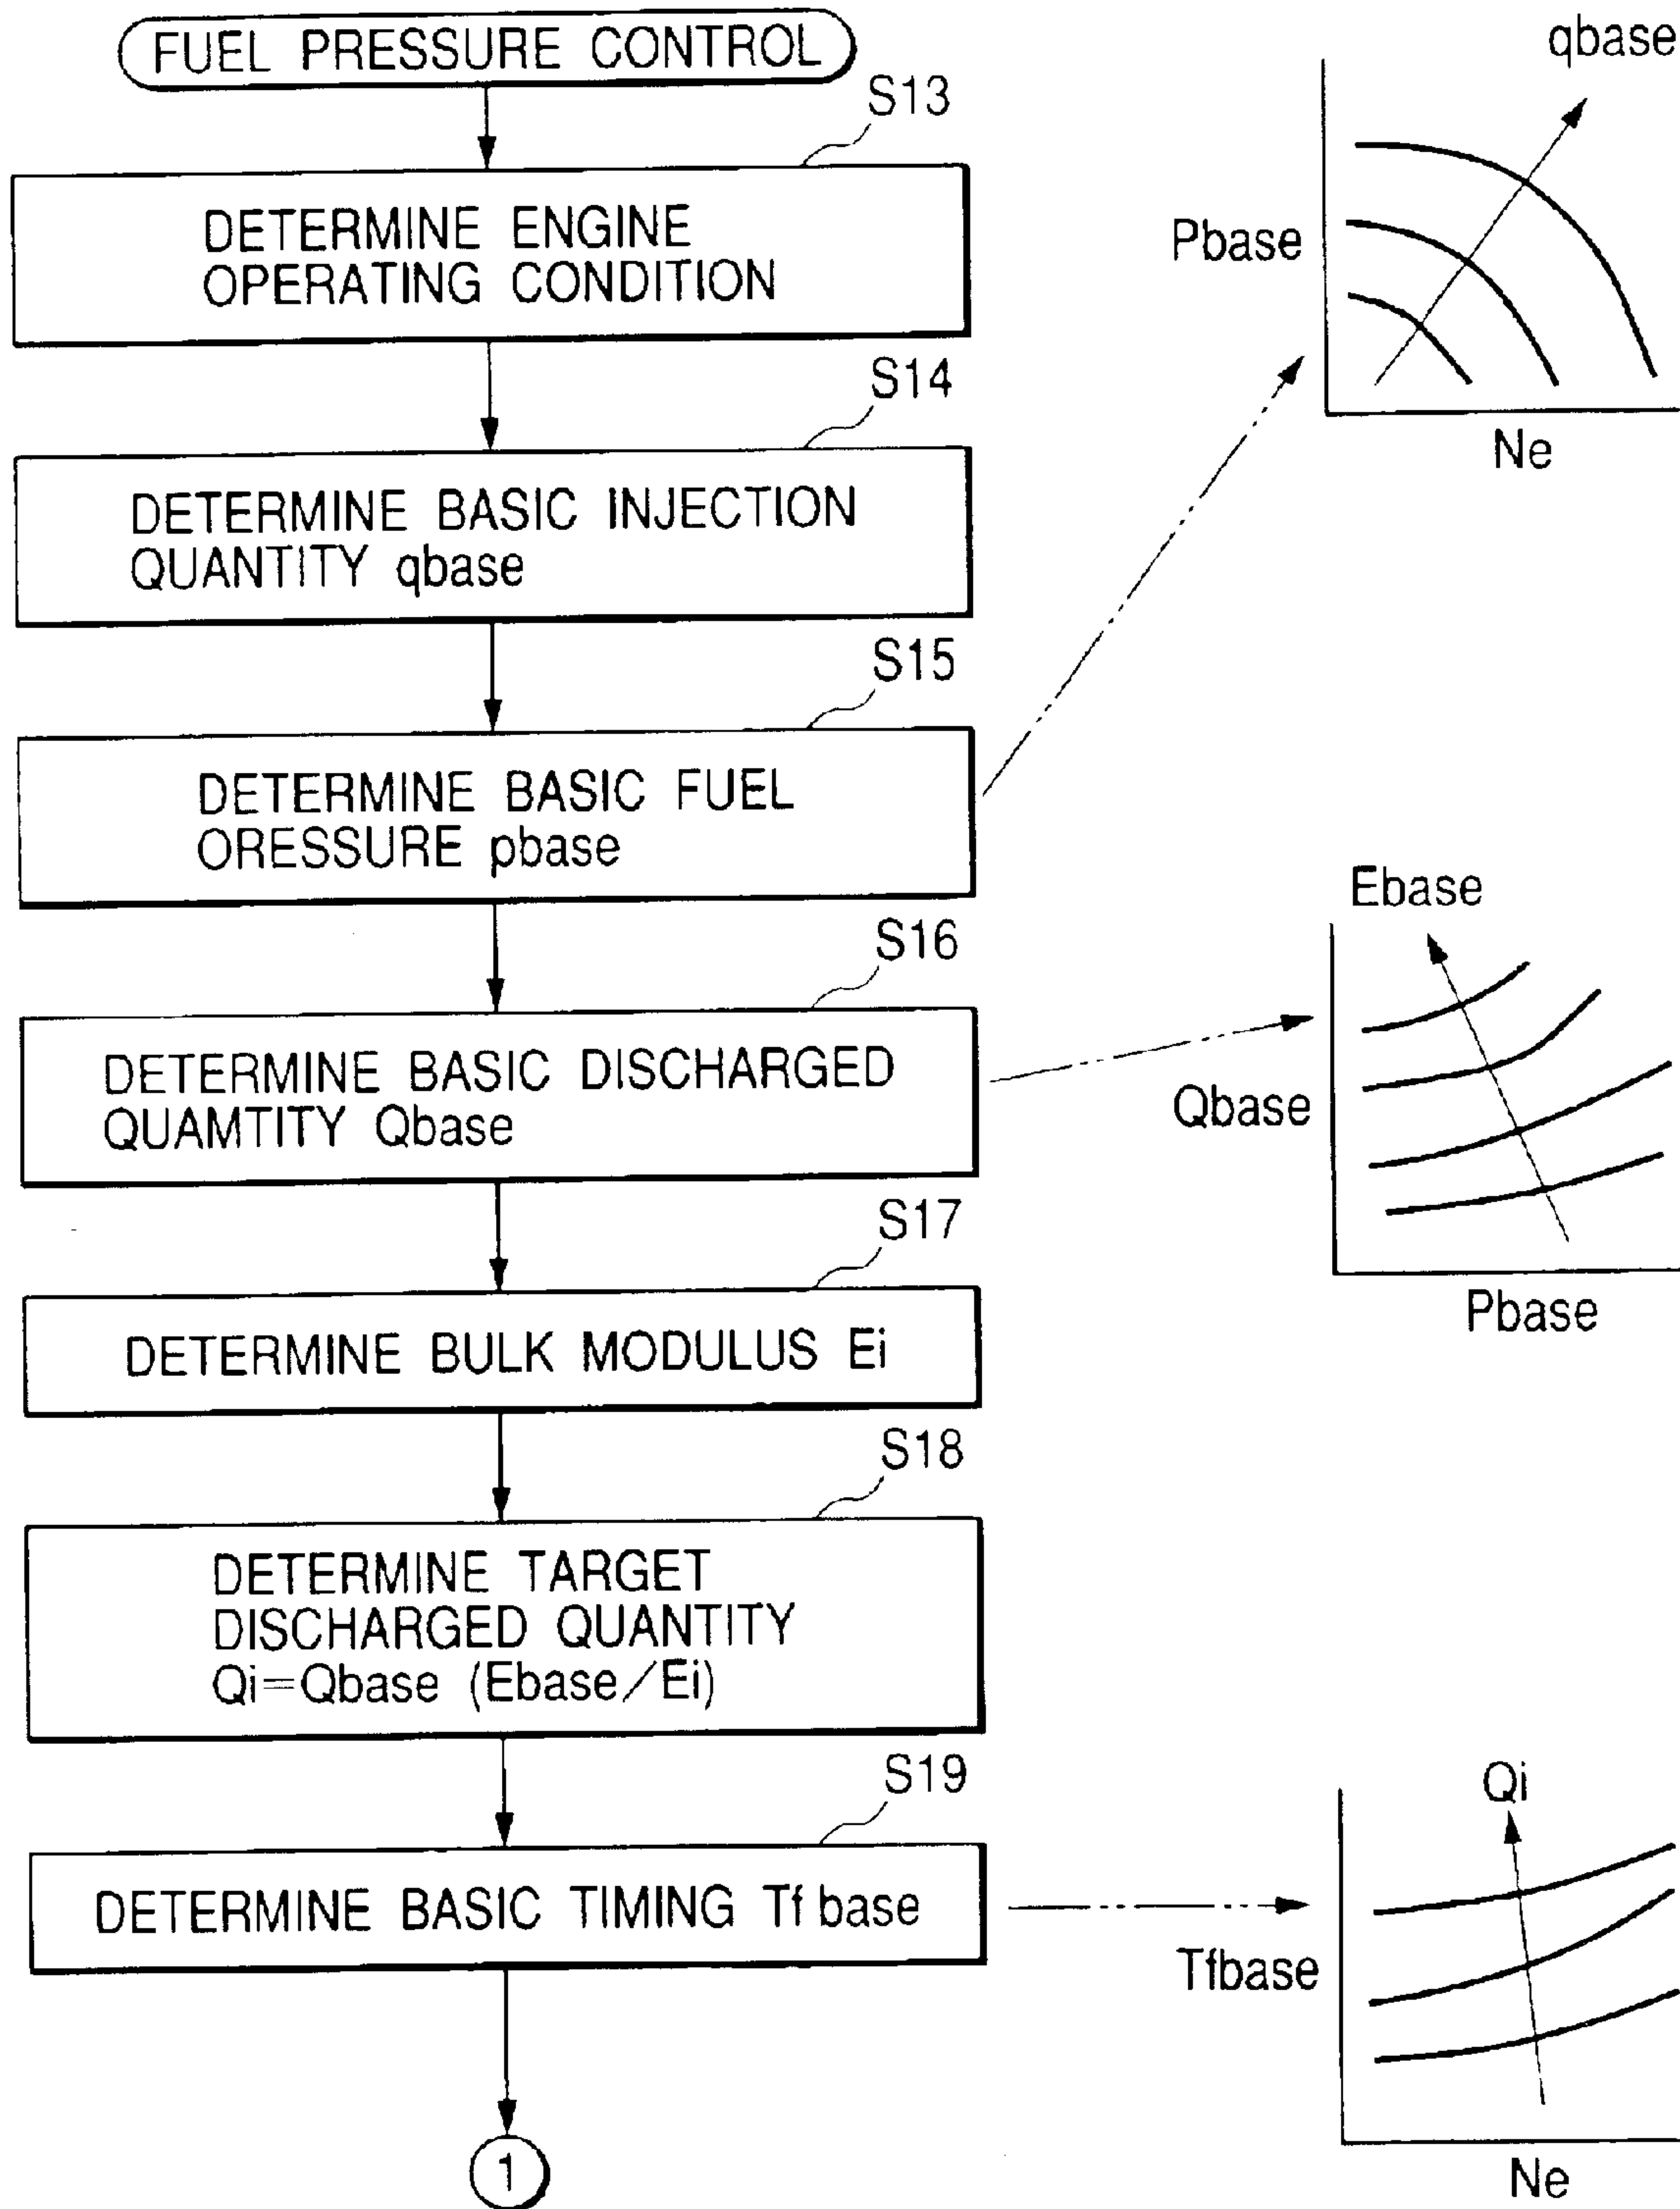 FUEL PRESSURE CONTROL
S13
DETERMINE ENGINE
OPERATING CONDITION
S14
DETERMINE BASIC INJECTION
QUANTITY qbase
S15
DETERMINE BASIC FUEL
ORESSURE pbase
S16
DETERMINE BASIC DISCHARGED
QUAMTITY Qbase
S17
DETERMINE BULK MODULUS Ei
S18
DETERMINE TARGET
DISCHARGED QUANTITY
Qi=Qbase (Ebase/Ei)
S19
DETERMINE BASIC TIMING Tf base
1
qbase
Pbase
Ne
Ebase
Qbase
Pbase
Qi
Tfbase
Ne